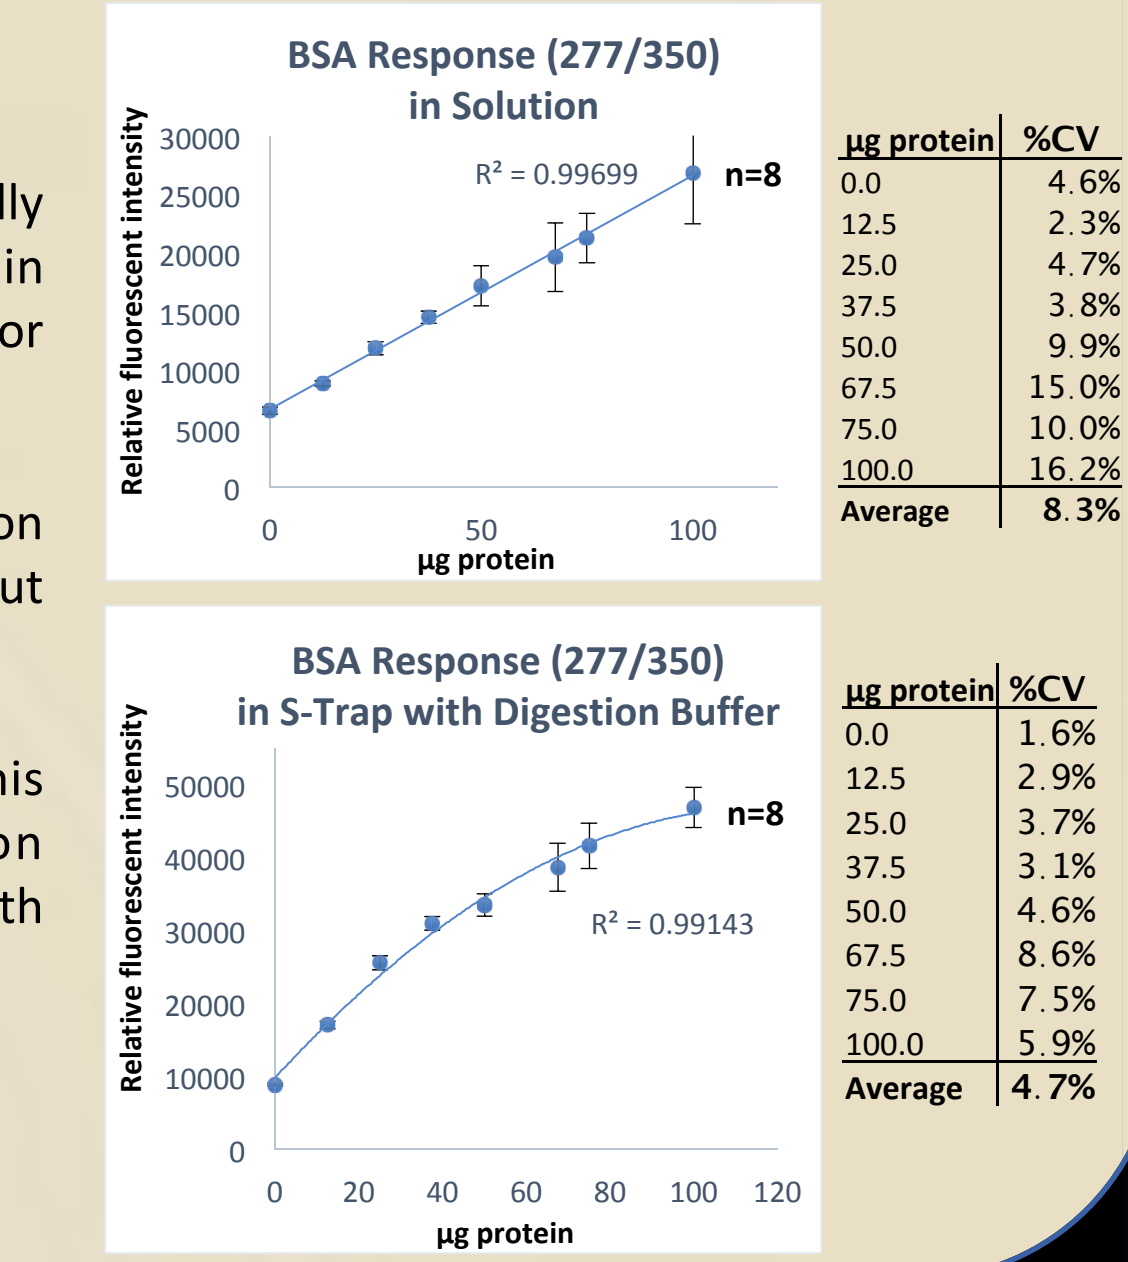 lly
in
or
on
ut
nis
on
th
BSA Response (277/350)
in Solution
Relative fluorescent intensity
30000
25000
20000
15000
10000
5000
0
R² = 0.99699
n=8
0 50 100
µg protein
µg protein %CV
0.0 4.6%
12.5 2.3%
25.0 4.7%
37.5 3.8%
50.0 9.9%
67.5 15.0%
75.0 10.0%
100.0 16.2%
Average 8.3%
BSA Response (277/350)
in S-Trap with Digestion Buffer
Relative fluorescent intensity
50000
40000
30000
20000
10000
0
n=8
R² = 0.99143
0 20 40 60 80 100 120
µg protein
µg protein %CV
0.0 1.6%
12.5 2.9%
25.0 3.7%
37.5 3.1%
50.0 4.6%
67.5 8.6%
75.0 7.5%
100.0 5.9%
Average 4.7%